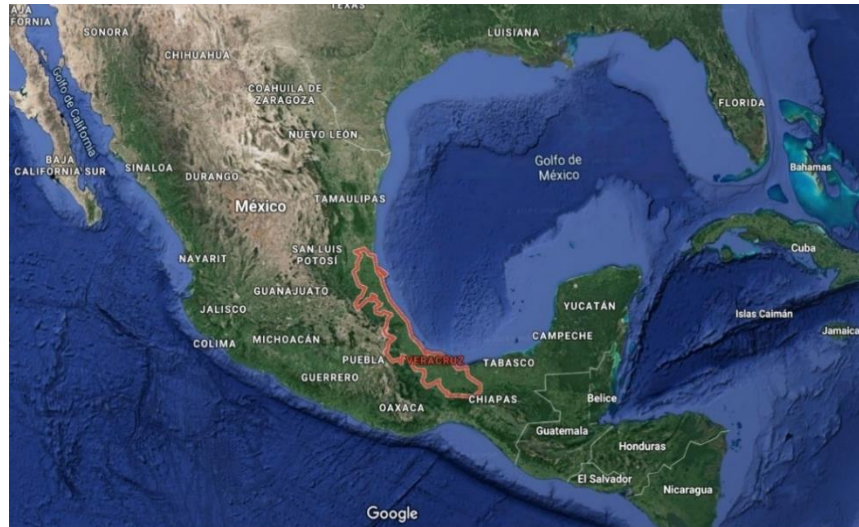 TEXAS
LUISIANA
AJA
FORNIA
SONORA
CHIHUAHUA
COAHUILA DE
ZARAGOZA
FLORIDA
Golfo de California
NUEVO LEÓN
Golfo de
México
BAJA
CALIFORNIA SUR
SINALOA
DURANGO
Bahamas
TAMAULIPAS
México
SAN LUIS
POTOSÍ
Cuba
NAYARIT
GUANAJUATO
YUCATÁN
JALISCO
Islas Caimán
CAMPECHE
Jamaica
COLIMA
MICHOACÁN
PUEBLA
VERACRUZ
TABASCO
GUERRERO
CHIAPAS
Belice
OAXACA
Guatemala
Honduras
El Salvador
Nicaragua
Google